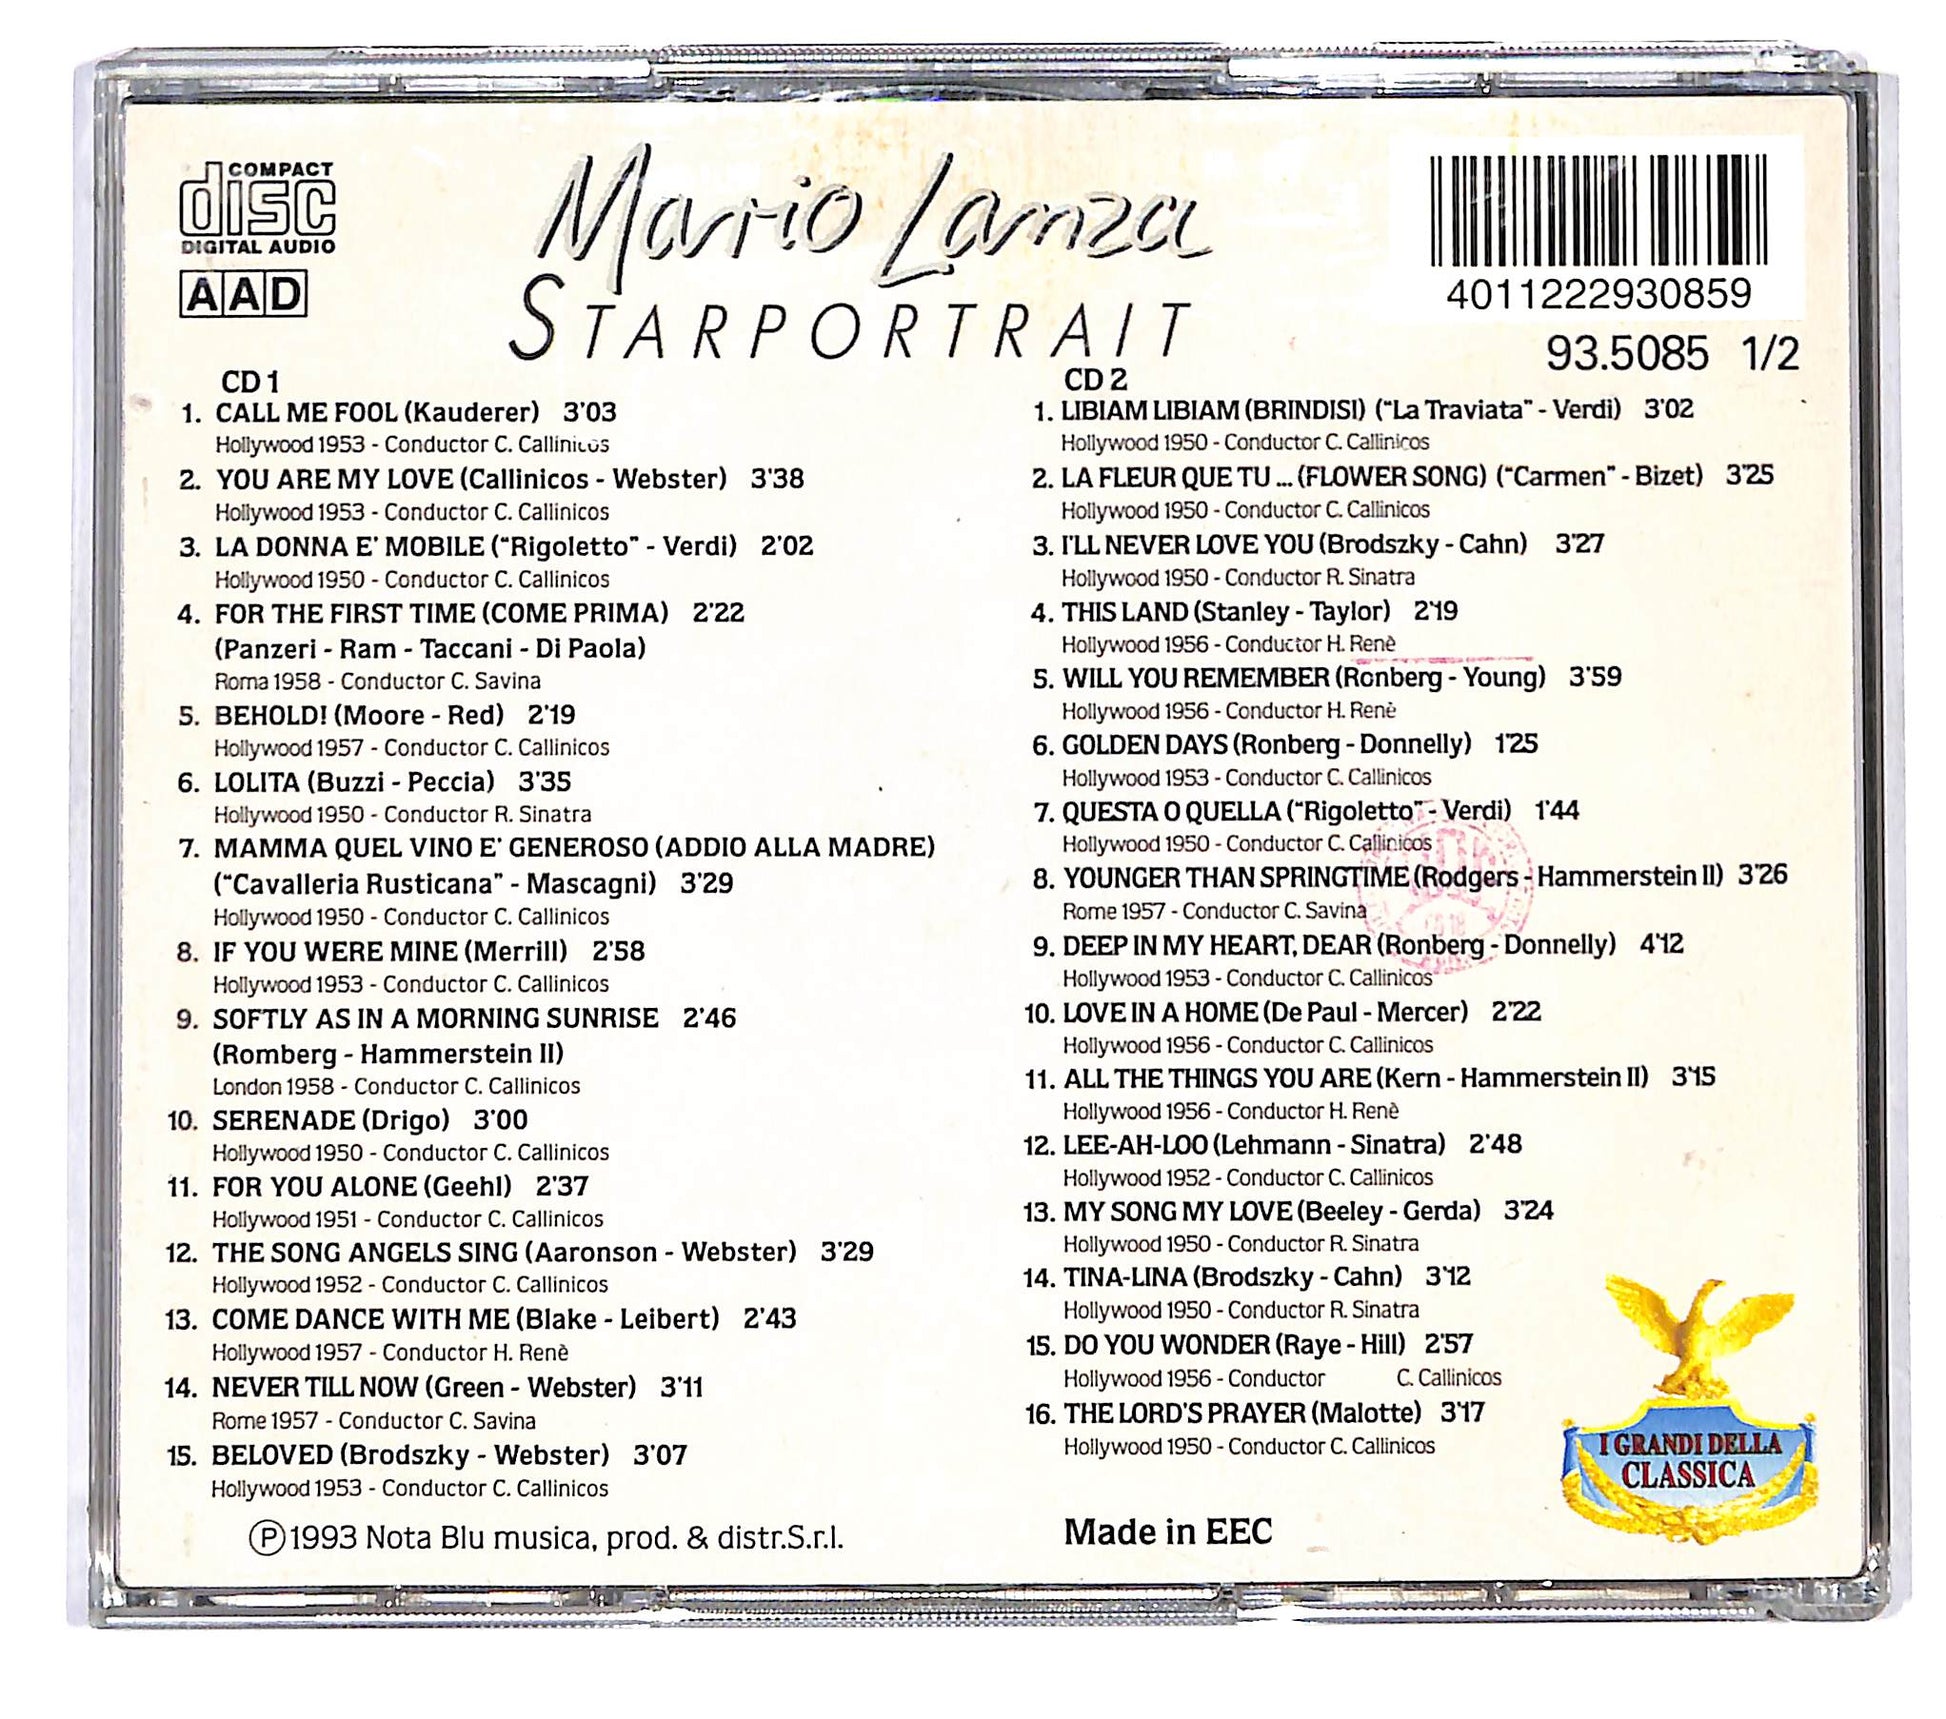 COMPACT
disc
DIGITAL AUDIO
AAD
Mario Lanza
STARPORTRAIT
4011222930859
93.5085 1/2
CD 1
1. CALL ME FOOL (Kauderer) 3'03
Hollywood 1953 - Conductor C. Callinicos
2. YOU ARE MY LOVE (Callinicos - Webster) 3'38
Hollywood 1953 - Conductor C. Callinicos
3. LA DONNA E' MOBILE ("Rigoletto" - Verdi) 2'02
Hollywood 1950 - Conductor C. Callinicos
4. FOR THE FIRST TIME (COME PRIMA) 2'22
(Panzeri - Ram - Taccani - Di Paola)
Roma 1958 - Conductor C. Savina
5. BEHOLD! (Moore - Red) 2'19
Hollywood 1957 - Conductor C. Callinicos
6. LOLITA (Buzzi - Peccia) 3'35
Hollywood 1950 - Conductor R. Sinatra
7. MAMMA QUEL VINO E' GENEROSO (ADDIO ALLA MADRE)
("Cavalleria Rusticana" - Mascagni) 3'29
Hollywood 1950 - Conductor C. Callinicos
8. IF YOU WERE MINE (Merrill) 2'58
Hollywood 1953 - Conductor C. Callinicos
9. SOFTLY AS IN A MORNING SUNRISE 2'46
(Romberg - Hammerstein II)
London 1958 - Conductor C. Callinicos
10. SERENADE (Drigo) 3'00
Hollywood 1950 - Conductor C. Callinicos
11. FOR YOU ALONE (Geehl) 2'37
Hollywood 1951 - Conductor C. Callinicos
12. THE SONG ANGELS SING (Aaronson - Webster) 3'29
Hollywood 1952 - Conductor C. Callinicos
13. COME DANCE WITH ME (Blake - Leibert) 2'43
Hollywood 1957 - Conductor H. Renè
14. NEVER TILL NOW (Green - Webster) 3'11
Rome 1957 - Conductor C. Savina
15. BELOVED (Brodszky - Webster) 3'07
Hollywood 1953 - Conductor C. Callinicos
Ⓟ1993 Nota Blu musica, prod. & distr.S.r.l.
CD 2
1. LIBIAM LIBIAM (BRINDISI) ("La Traviata" - Verdi) 3'02
Hollywood 1950 - Conductor C. Callinicos
2. LA FLEUR QUE TU ... (FLOWER SONG) ("Carmen" - Bizet) 3'25
Hollywood 1950 - Conductor C. Callinicos
3. I'LL NEVER LOVE YOU (Brodszky - Cahn) 3'27
Hollywood 1950 - Conductor R. Sinatra
4. THIS LAND (Stanley - Taylor) 2'19
Hollywood 1956 - Conductor H. Renè
5. WILL YOU REMEMBER (Ronberg - Young) 3'59
Hollywood 1956 - Conductor H. Renè
6. GOLDEN DAYS (Ronberg - Donnelly) 1'25
Hollywood 1953 - Conductor C. Callinicos
7. QUESTA O QUELLA ("Rigoletto" - Verdi) 1'44
Hollywood 1950 - Conductor C. Callinicos
8. YOUNGER THAN SPRINGTIME (Rodgers - Hammerstein II) 3'26
Rome 1957 - Conductor C. Savina
9. DEEP IN MY HEART, DEAR (Ronberg - Donnelly) 4'12
Hollywood 1953 - Conductor C. Callinicos
10. LOVE IN A HOME (De Paul - Mercer) 2'22
Hollywood 1956 - Conductor C. Callinicos
11. ALL THE THINGS YOU ARE (Kern - Hammerstein II) 3'15
Hollywood 1956 - Conductor H. Renè
12. LEE-AH-LOO (Lehmann - Sinatra) 2'48
Hollywood 1952 - Conductor C. Callinicos
13. MY SONG MY LOVE (Beeley - Gerda) 3'24
Hollywood 1950 - Conductor R. Sinatra
14. TINA-LINA (Brodszky - Cahn) 3'12
Hollywood 1950 - Conductor R. Sinatra
15. DO YOU WONDER (Raye - Hill) 2'57
Hollywood 1956 - Conductor C. Callinicos
16. THE LORD'S PRAYER (Malotte) 3'17
Hollywood 1950 - Conductor C. Callinicos
Made in EEC
I GRANDI DELLA
CLASSICA